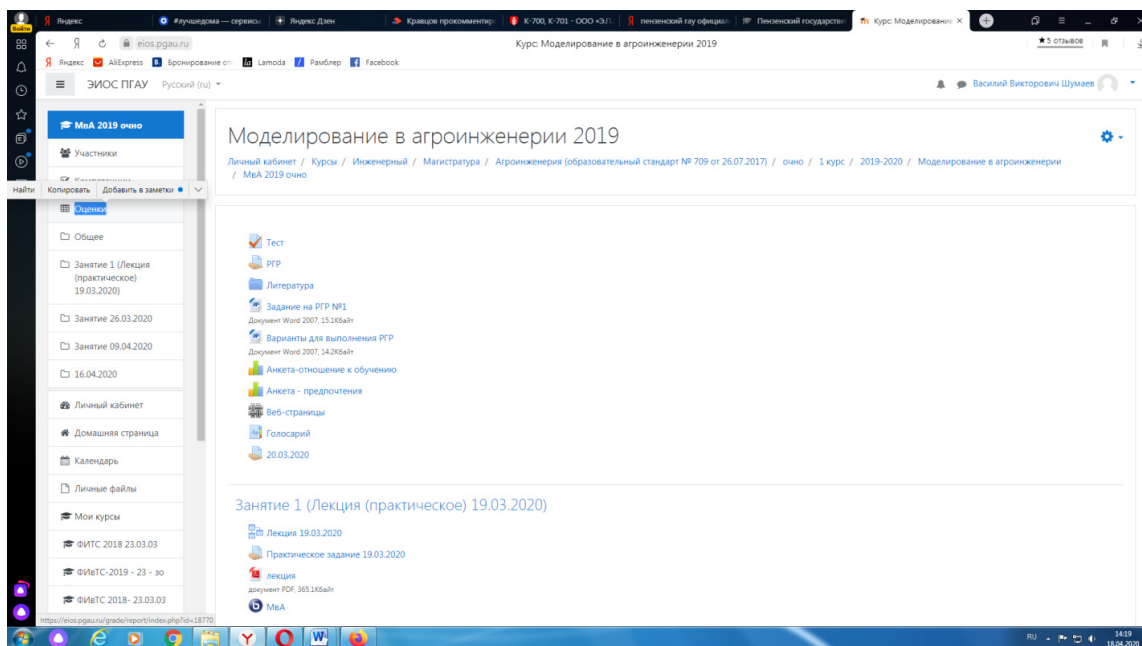 Войти
Яндекс
#лучшедома — сервисы
Яндекс Дзен
Кравцов прокомментир
К-700, К-701 - ООО «ЭЛ
пензенский гау официал
Пензенский государстве
Курс: Моделирование
eios.pgau.ru
Курс: Моделирование в агроинженерии 2019
★5 отзывов
Яндекс
AliExpress
Бронирование от
Lamoda
Рамблер
Facebook
ЭИОС ПГАУ
Русский (ru)
Василий Викторович Шумаев
МвА 2019 очно
Участники
Найти
Копировать
Добавить в заметки
Оценки
Общее
Занятие 1 (Лекция
(практическое)
19.03.2020)
Занятие 26.03.2020
Занятие 09.04.2020
16.04.2020
Личный кабинет
Домашняя страница
Календарь
Личные файлы
Мои курсы
ФИТС 2018 23.03.03
ФИвТС-2019 - 23 - зо
ФИвТС 2018- 23.03.03
https://eios.pgau.ru/grade/report/index.php?id=18770
Моделирование в агроинженерии 2019
Личный кабинет / Курсы / Инженерный / Магистратура / Агроинженерия (образовательный стандарт № 709 от 26.07.2017) / очно / 1 курс / 2019-2020 / Моделирование в агроинженерии
/ МвА 2019 очно
Тест
РГР
Литература
Задание на РГР №1
Документ Word 2007, 15.1Кбайт
Варианты для выполнения РГР
Документ Word 2007, 14.2Кбайт
Анкета-отношение к обучению
Анкета - предпочтения
Веб-страницы
Голосарий
20.03.2020
Занятие 1 (Лекция (практическое) 19.03.2020)
Лекция 19.03.2020
Практическое задание 19.03.2020
лекция
документ PDF, 365.1Кбайт
МвА
RU
14:19
18.04.2020